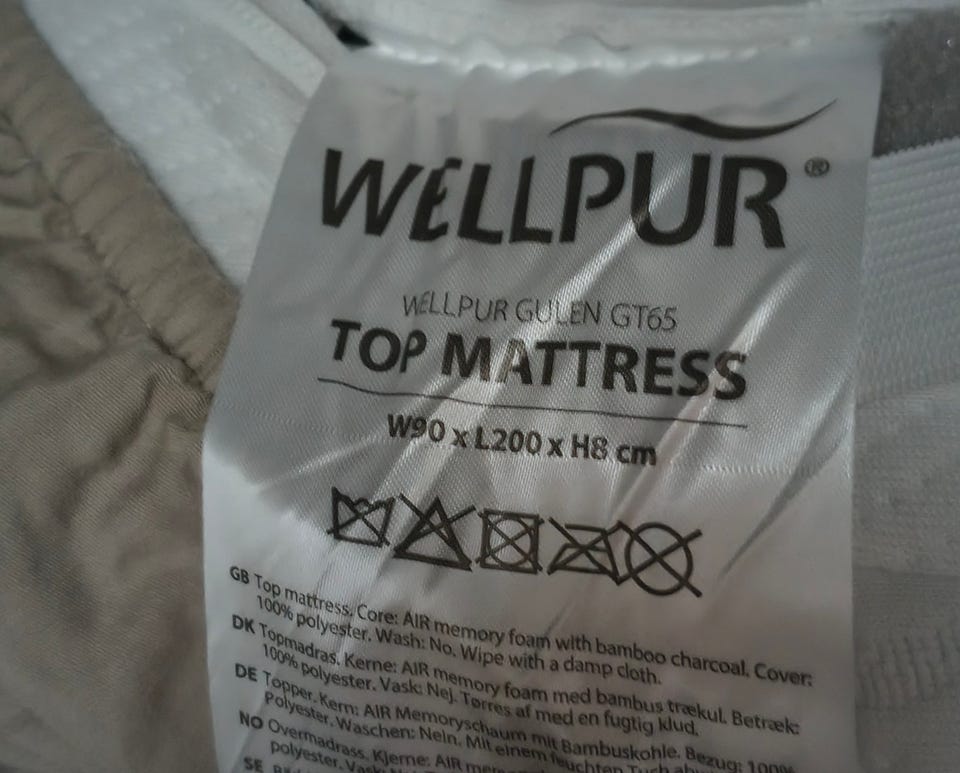 WELLPUR®
WELLPUR GULEN GT65
TOP MATTRESS
W90 x L200 x H8 cm
GB Top mattress. Core: AIR memory foam with bamboo charcoal. Cover:
100% polyester. Wash: No. Wipe with a damp cloth.
DK Topmadras. Kerne: AIR memory foam med bambus trækul. Betræk:
100% polyester. Vask: Nej. Tørres af med en fugtig klud.
DE Topper. Kern: AIR Memoryschaum mit Bambuskohle. Bezug: 100%
Polyester. Waschen: Nein. Mit einem feuchten Tuch
NO Overmadrass. Kjerne: AIR
polyester.
SE